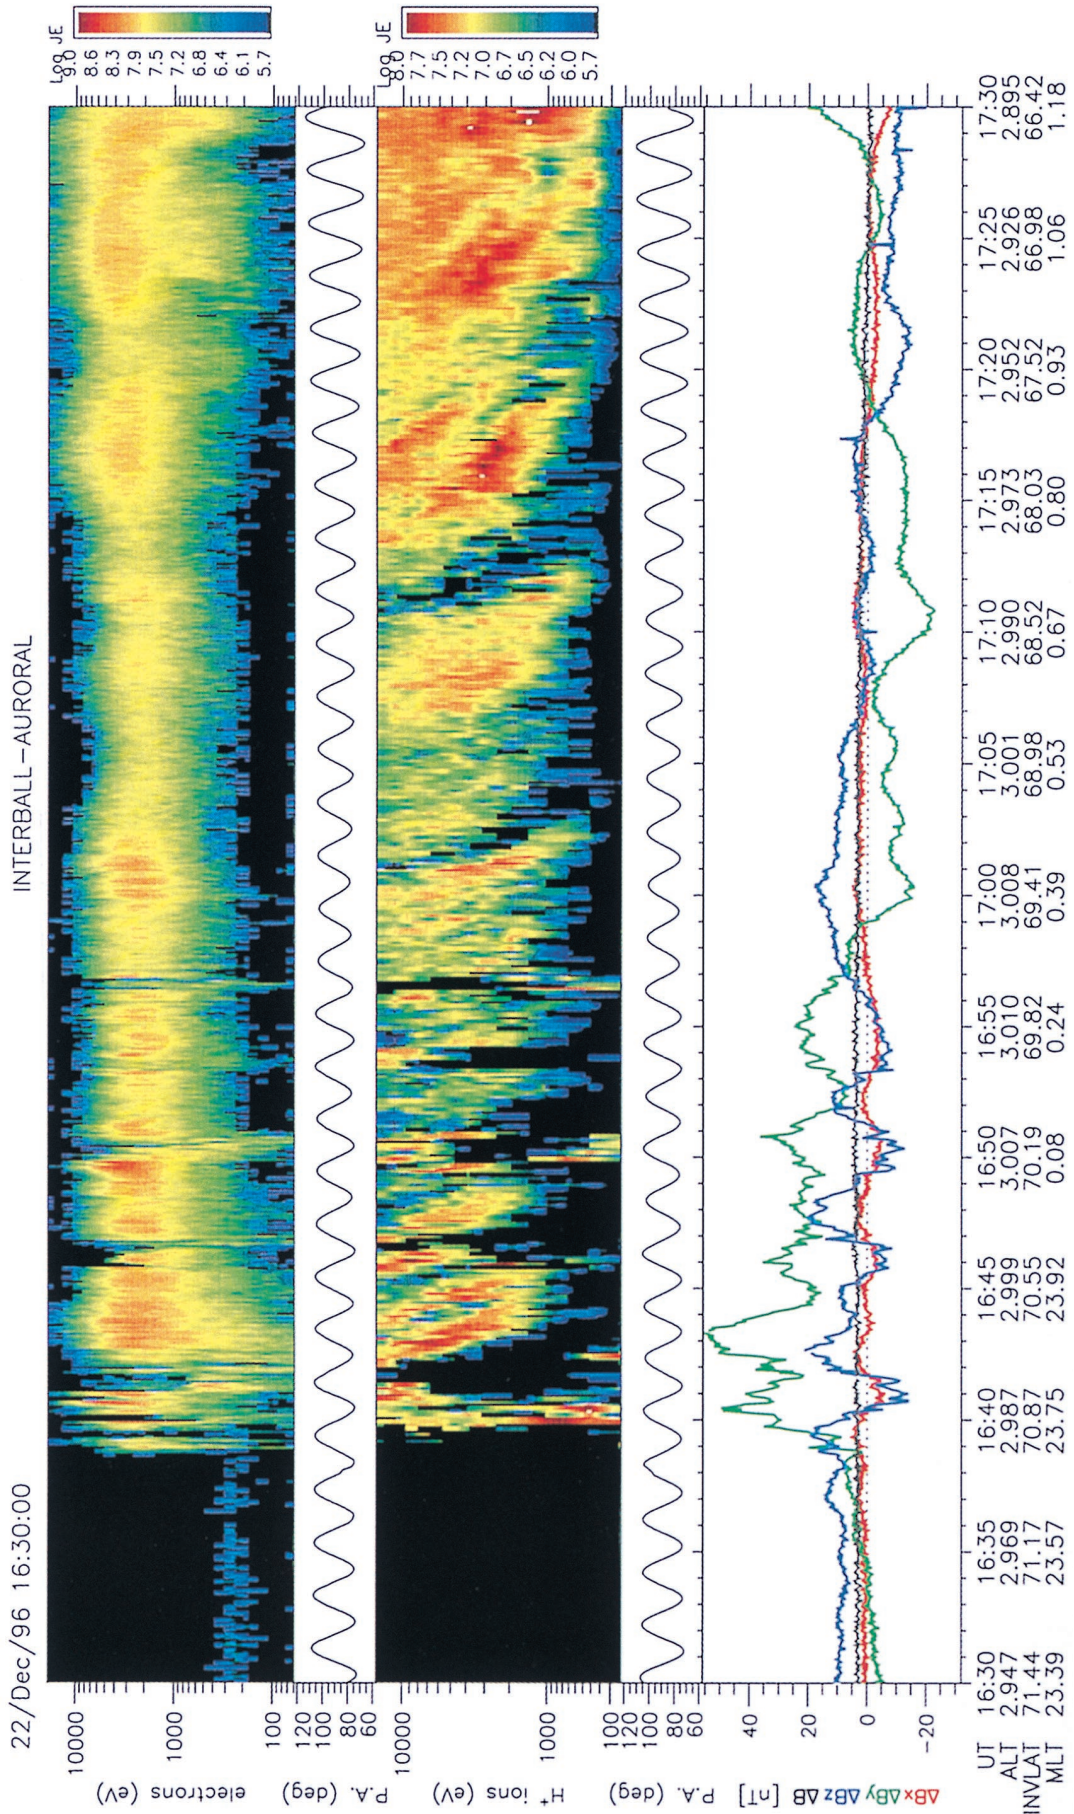 22/Dec/96 16:30:00
INTERBALL-AURORAL
electrons (eV)
10000
1000
100
Log JE
9.0
8.6
8.3
7.9
7.5
7.2
6.8
6.4
6.1
5.7
P.A. (deg)
120
100
80
60
H+ ions (eV)
10000
1000
100
Log JE
8.0
7.7
7.5
7.2
7.0
6.7
6.5
6.2
6.0
5.7
P.A. (deg)
120
100
80
60
ΔBx ΔBy ΔBz ΔB [nT]
40
20
0
-20
UT 16:30 16:35 16:40 16:45 16:50 16:55 17:00 17:05 17:10 17:15 17:20 17:25 17:30
ALT 2.947 2.969 2.987 2.999 3.007 3.010 3.008 3.001 2.990 2.973 2.952 2.926 2.895
INVLAT 71.44 71.17 70.87 70.55 70.19 69.82 69.41 68.98 68.52 68.03 67.52 66.98 66.42
MLT 23.39 23.57 23.75 23.92 0.08 0.24 0.39 0.53 0.67 0.80 0.93 1.06 1.18